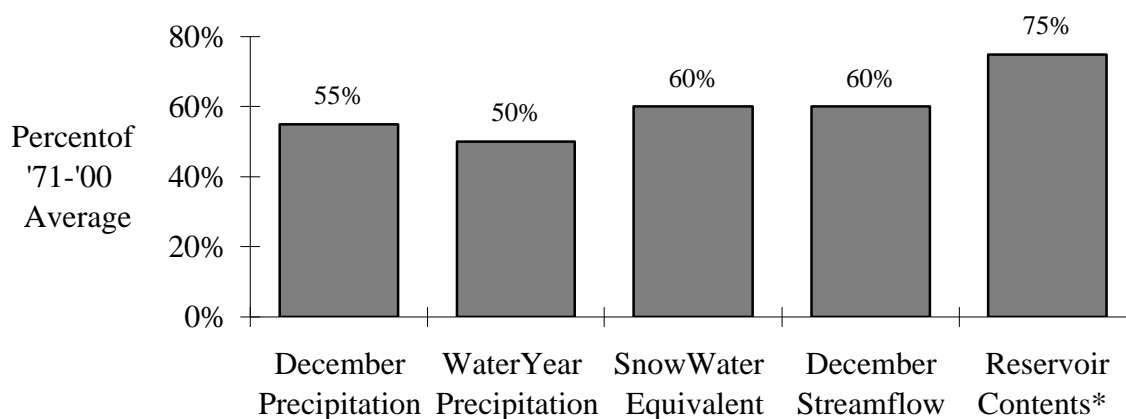 80%
60%
40%
20%
0%
Percentof
'71-'00
Average
55%
50%
60%
60%
75%
December
Precipitation
WaterYear
Precipitation
SnowWater
Equivalent
December
Streamflow
Reservoir
Contents*